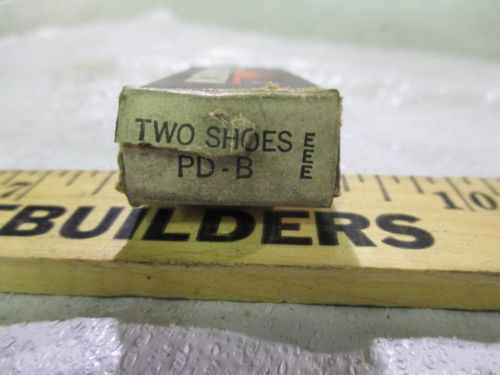 TWO SHOES
PD-B
EEE
7
10
BUILDERS